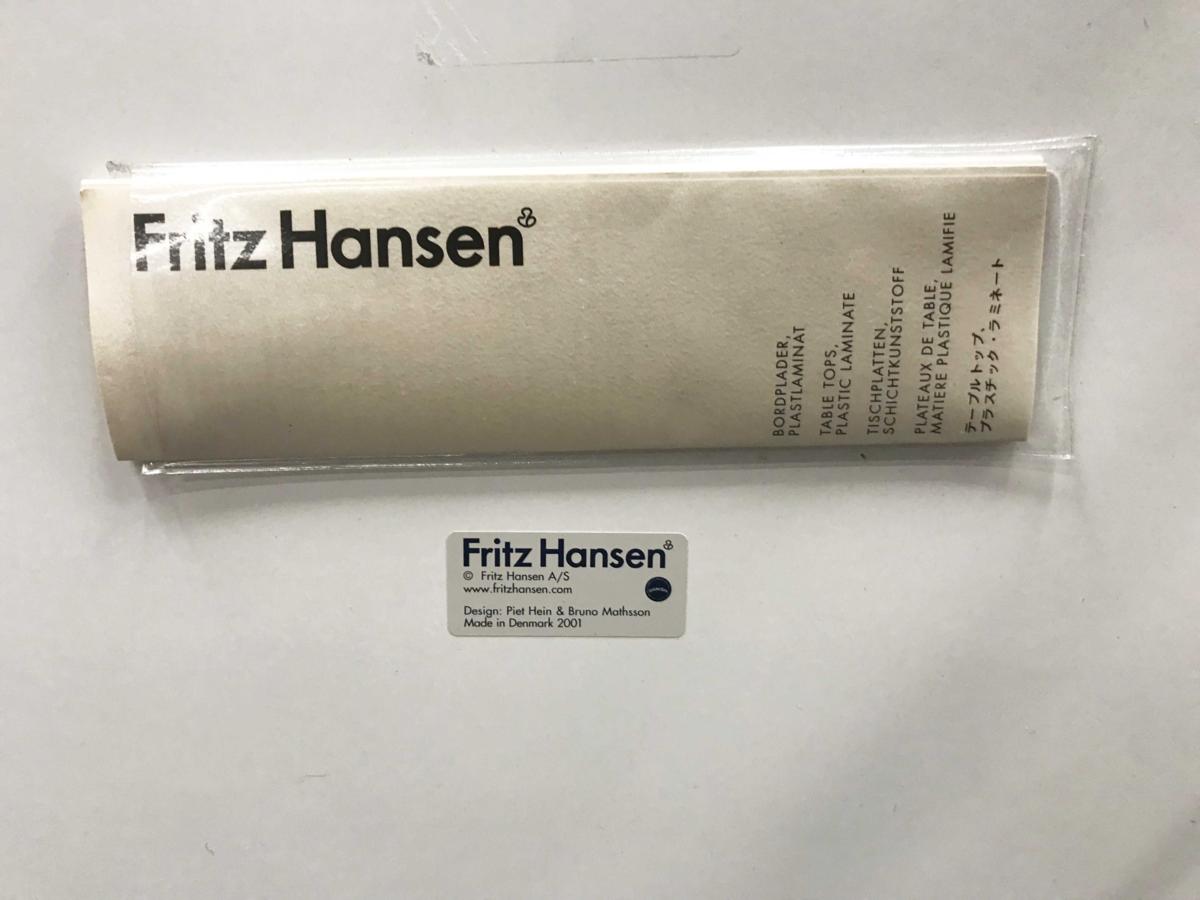 Fritz Hansen
BORDPLADER,
PLASTLAMINAT
TABLE TOPS,
PLASTIC LAMINATE
TISCHPLATTEN,
SCHICHTKUNSTSTOFF
PLATEAUX DE TABLE,
MATIERE PLASTIQUE LAMIFIE
テーブルトップ、
プラスチック・ラミネート
Fritz Hansen
© Fritz Hansen A/S
www.fritzhansen.com
Design: Piet Hein & Bruno Mathsson
Made in Denmark 2001